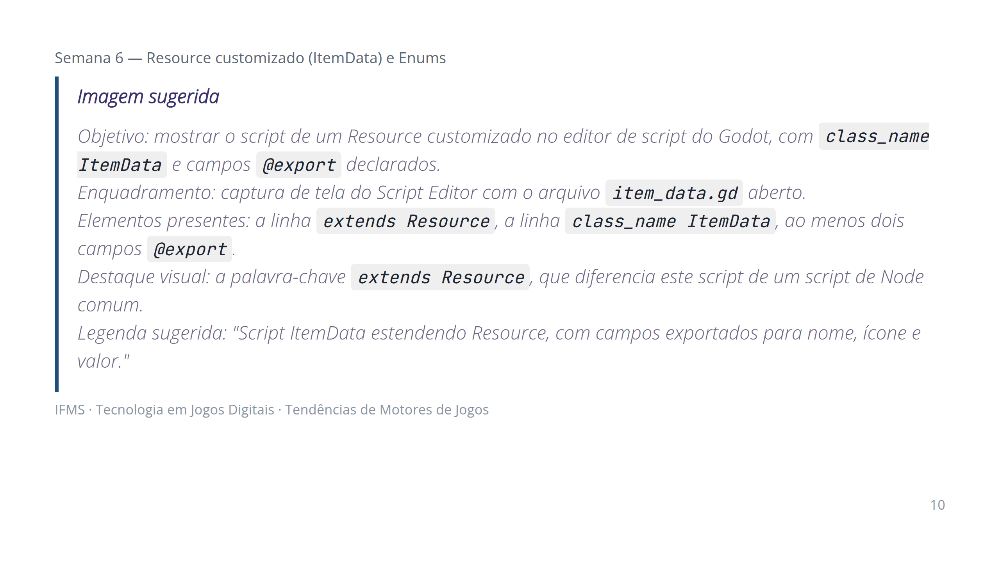 Semana 6 — Resource customizado (ItemData) e Enums
Imagem sugerida
Objetivo: mostrar o script de um Resource customizado no editor de script do Godot, com class_name
ItemData e campos @export declarados.
Enquadramento: captura de tela do Script Editor com o arquivo item_data.gd aberto.
Elementos presentes: a linha extends Resource, a linha class_name ItemData, ao menos dois
campos @export.
Destaque visual: a palavra-chave extends Resource, que diferencia este script de um script de Node
comum.
Legenda sugerida: "Script ItemData estendendo Resource, com campos exportados para nome, ícone e
valor."
IFMS · Tecnologia em Jogos Digitais · Tendências de Motores de Jogos
10